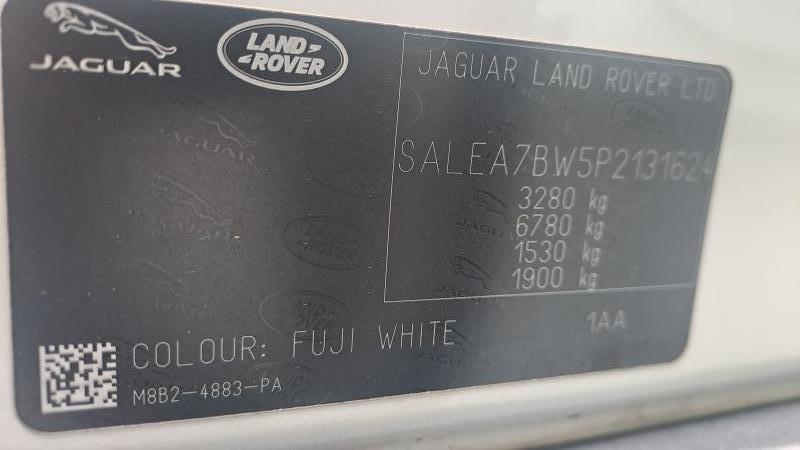 JAGUAR
LAND ROVER
JAGUAR LAND ROVER LTD
SALEA7BW5P2131624
3280 kg
6780 kg
1530 kg
1900 kg
COLOUR: FUJI WHITE 1AA
M8B2-4883-PA